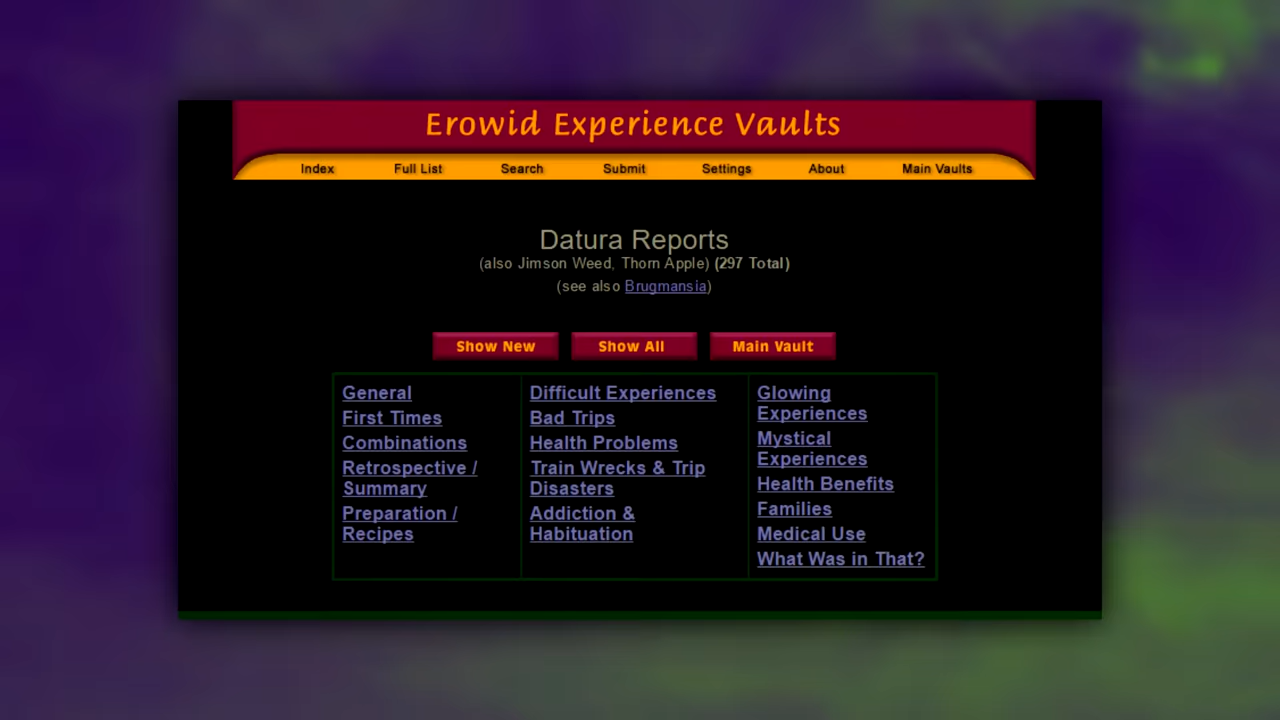 Erowid Experience Vaults
Index Full List Search Submit Settings About Main Vaults
Datura Reports
(also Jimson Weed, Thorn Apple) (297 Total)
(see also Brugmansia)
Show New Show All Main Vault
General
First Times
Combinations
Retrospective /
Summary
Preparation /
Recipes
Difficult Experiences
Bad Trips
Health Problems
Train Wrecks & Trip
Disasters
Addiction &
Habituation
Glowing
Experiences
Mystical
Experiences
Health Benefits
Families
Medical Use
What Was in That?